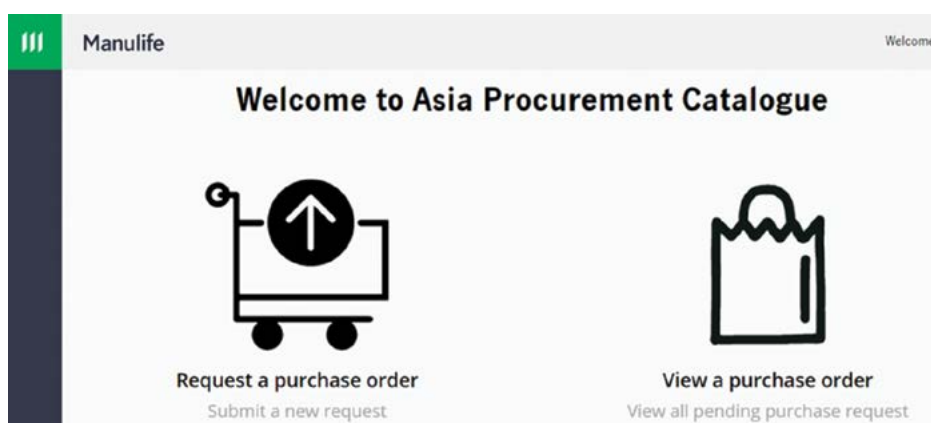 Manulife
Welcome
Welcome to Asia Procurement Catalogue
Request a purchase order
Submit a new request
View a purchase order
View all pending purchase request